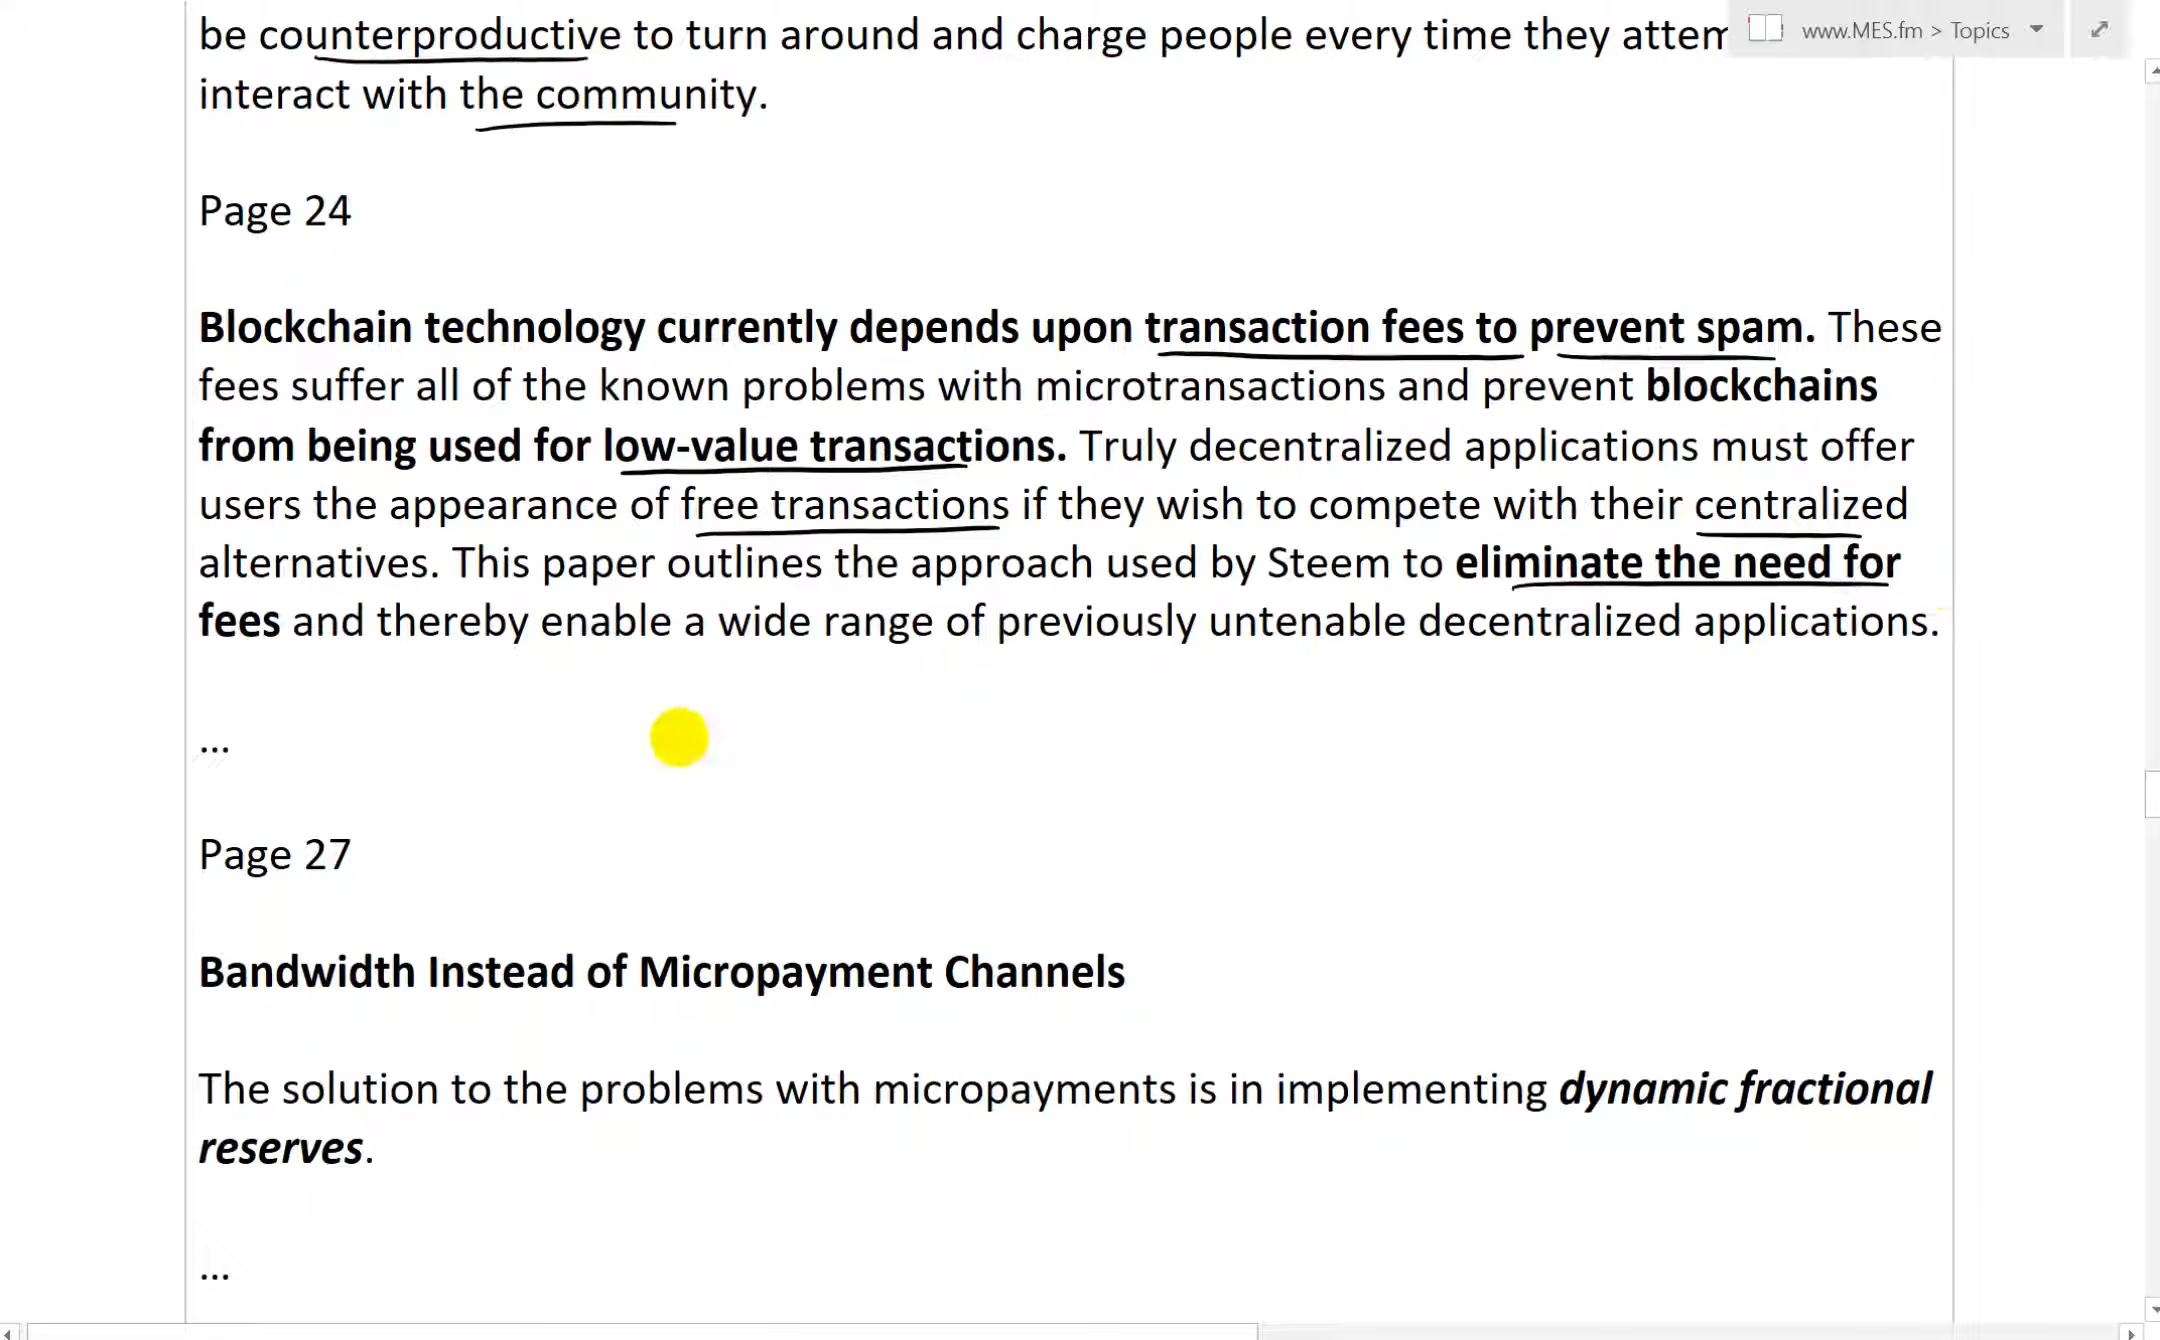 be counterproductive to turn around and charge people every time they attem
www.MES.fm > Topics
interact with the community.
Page 24
Blockchain technology currently depends upon transaction fees to prevent spam. These
fees suffer all of the known problems with microtransactions and prevent blockchains
from being used for low-value transactions. Truly decentralized applications must offer
users the appearance of free transactions if they wish to compete with their centralized
alternatives. This paper outlines the approach used by Steem to eliminate the need for
fees and thereby enable a wide range of previously untenable decentralized applications.
...
Page 27
Bandwidth Instead of Micropayment Channels
The solution to the problems with micropayments is in implementing dynamic fractional
reserves.
...